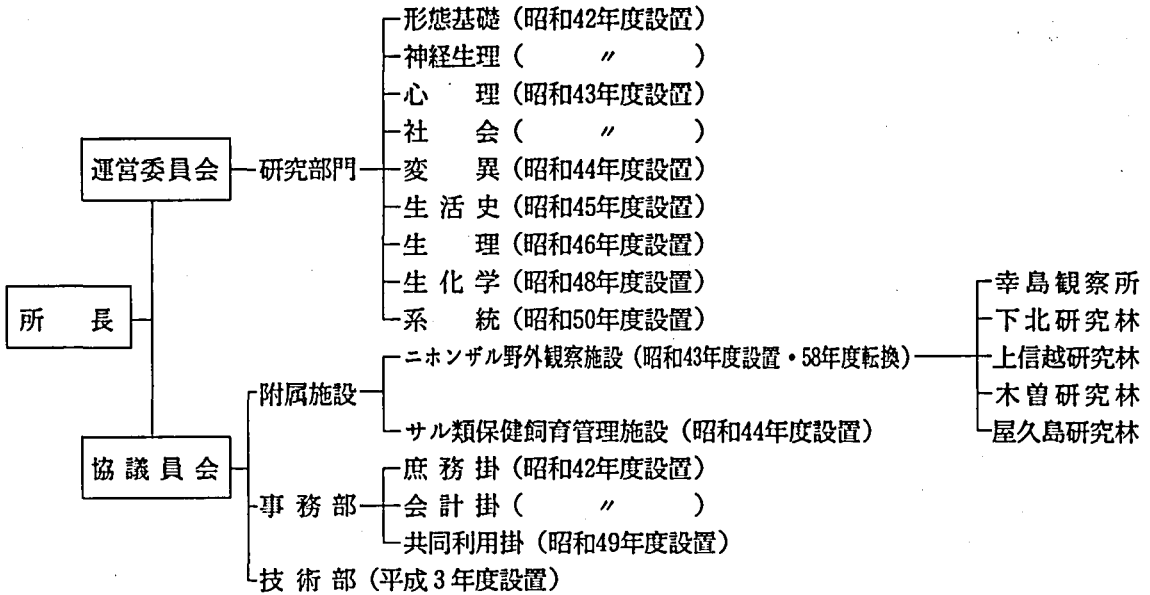 形態基礎（昭和42年度設置）
神経生理（　〃　）
心理（昭和43年度設置）
社会（　〃　）
運営委員会 研究部門 変異（昭和44年度設置）
生活史（昭和45年度設置）
生理（昭和46年度設置）
生化学（昭和48年度設置）
幸島観察所
所長 系統（昭和50年度設置）
下北研究林
ニホンザル野外観察施設（昭和43年度設置・58年度転換） 上信越研究林
附属施設
木曽研究林
サル類保健飼育管理施設（昭和44年度設置） 屋久島研究林
協議員会 庶務掛（昭和42年度設置）
事務部 会計掛（　〃　）
共同利用掛（昭和49年度設置）
技術部（平成3年度設置）